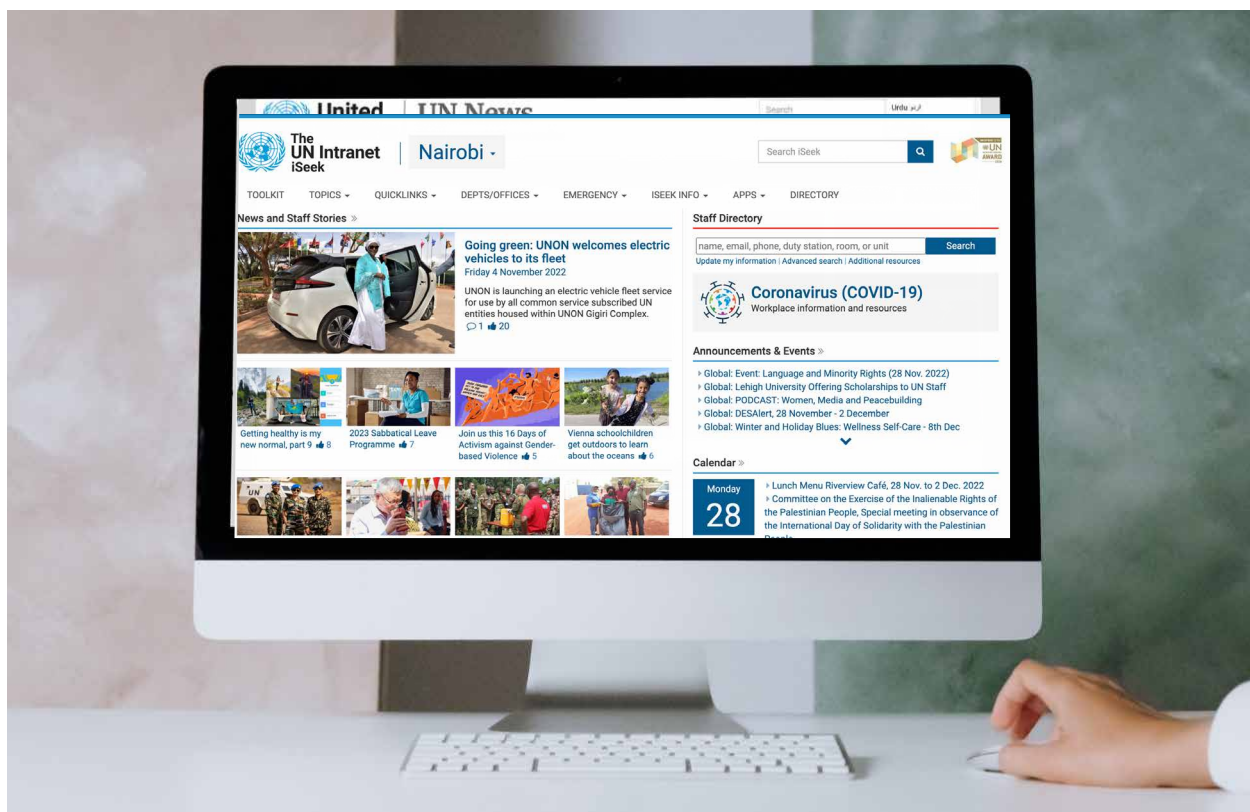 United | UN News
Search
Urdu اردو
The
UN Intranet
iSeek
Nairobi
Search iSeek
UN
AWARD
TOOLKIT TOPICS QUICKLINKS DEPTS/OFFICES EMERGENCY ISEEK INFO APPS DIRECTORY
News and Staff Stories »
Going green: UNON welcomes electric
vehicles to its fleet
Friday 4 November 2022
UNON is launching an electric vehicle fleet service
for use by all common service subscribed UN
entities housed within UNON Gigiri Complex.
1 20
Getting healthy is my
new normal, part 9 8
2023 Sabbatical Leave
Programme 7
Join us this 16 Days of
Activism against Gender-
based Violence 5
Vienna schoolchildren
get outdoors to learn
about the oceans 6
UN
Staff Directory
name, email, phone, duty station, room, or unit
Search
Update my information | Advanced search | Additional resources
Coronavirus (COVID-19)
Workplace information and resources
Announcements & Events »
Global: Event: Language and Minority Rights (28 Nov. 2022)
Global: Lehigh University Offering Scholarships to UN Staff
Global: PODCAST: Women, Media and Peacebuilding
Global: DESAlert, 28 November - 2 December
Global: Winter and Holiday Blues: Wellness Self-Care - 8th Dec
Calendar »
Monday
28
Lunch Menu Riverview Café, 28 Nov. to 2 Dec. 2022
Committee on the Exercise of the Inalienable Rights of
the Palestinian People, Special meeting in observance of
the International Day of Solidarity with the Palestinian
People